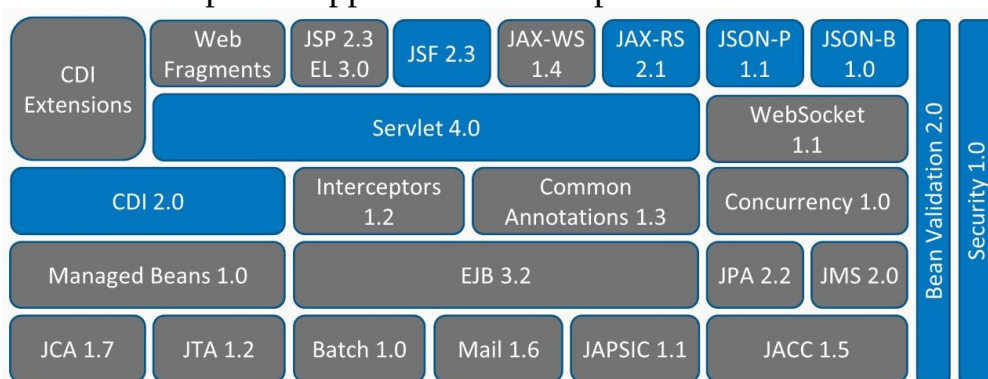 CDI
Extensions
Web
Fragments
JSP 2.3
EL 3.0
JSF 2.3
JAX-WS
1.4
JAX-RS
2.1
JSON-P
1.1
JSON-B
1.0
Servlet 4.0
WebSocket
1.1
CDI 2.0
Interceptors
1.2
Common
Annotations 1.3
Concurrency 1.0
Managed Beans 1.0
EJB 3.2
JPA 2.2
JMS 2.0
JCA 1.7
JTA 1.2
Batch 1.0
Mail 1.6
JAPSIC 1.1
JACC 1.5
Bean Validation 2.0
Security 1.0